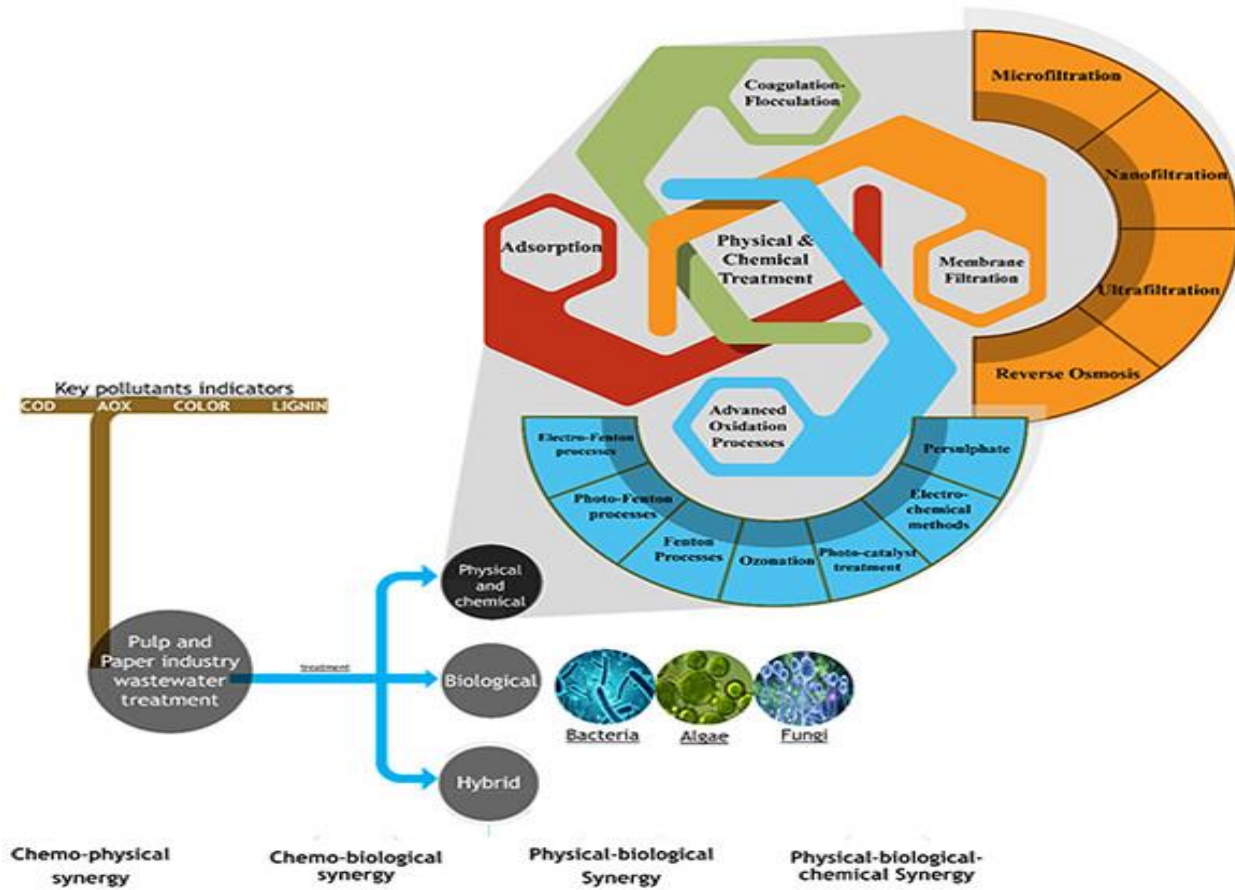 Coagulation-
Flocculation
Microfiltration
Nanofiltration
Ultrafiltration
Reverse Osmosis
Adsorption
Physical &
Chemical
Treatment
Membrane
Filtration
Advanced
Oxidation
Processes
Electro-Fenton
processes
Photo-Fenton
processes
Fenton
Processes
Ozonation
Photo-catalyst
treatment
Electro-
chemical
methods
Persulphate
Key pollutants indicators
COD AOX COLOR LIGNIN
Pulp and
Paper industry
wastewater
treatment
treatment
Physical
and
chemical
Biological
Bacteria Algae Fungi
Hybrid
Chemo-physical
synergy
Chemo-biological
synergy
Physical-biological
Synergy
Physical-biological-
chemical Synergy